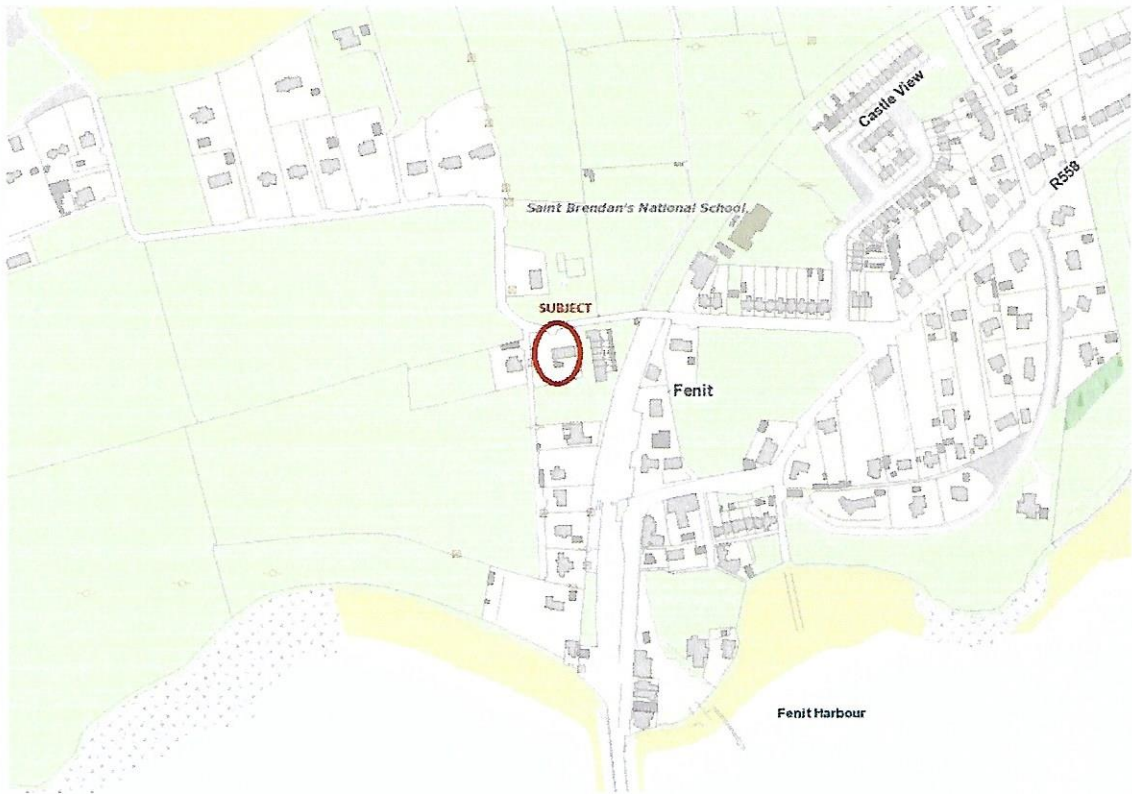 Castle View
R558
Saint Brendan's National School
SUBJECT
Fenit
Fenit Harbour